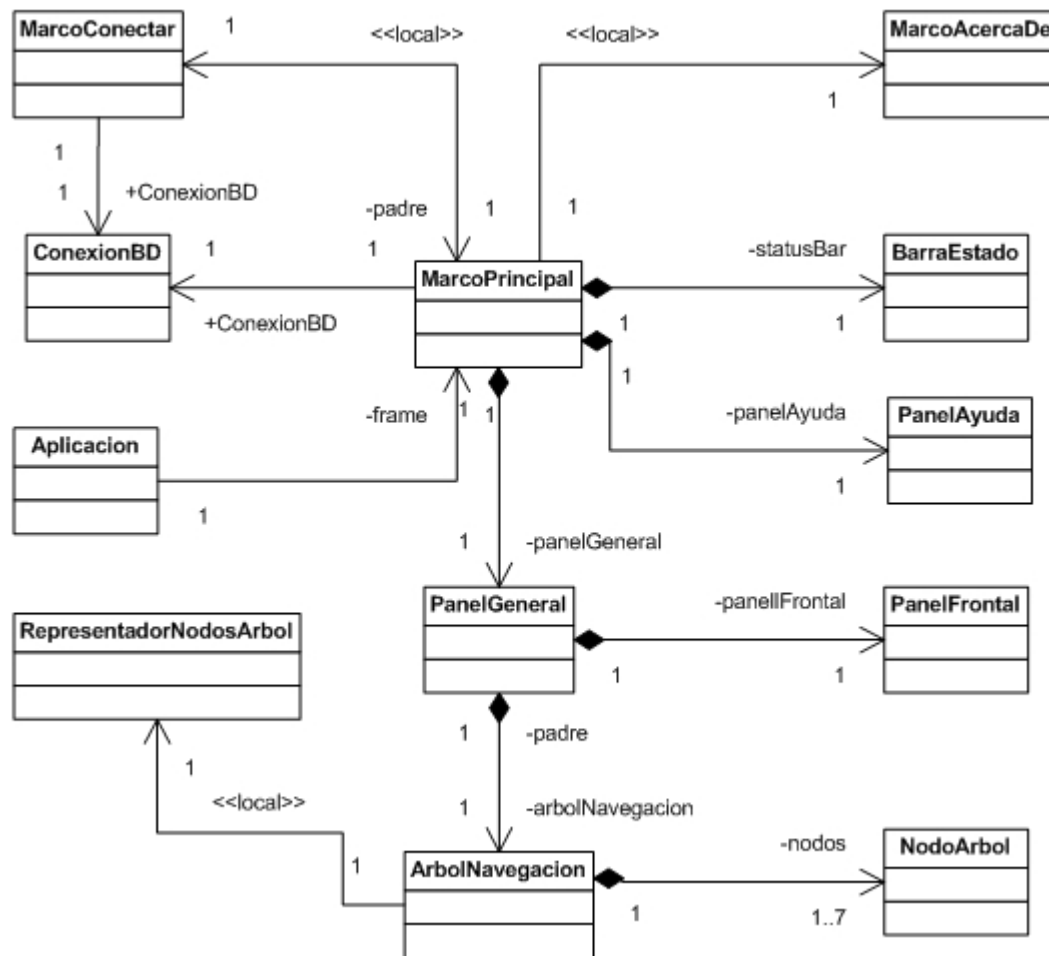 MarcoConectar
1
<<local>>
<<local>>
MarcoAcercaDe
1
1
1
+ConexionBD
-padre
1
1
ConexionBD
1
1
-statusBar
BarraEstado
MarcoPrincipal
+ConexionBD
1
1
1
-frame
1
1
-panelAyuda
PanelAyuda
Aplicacion
1
1
1
-panelGeneral
PanelGeneral
-panelIFrontal
PanelFrontal
RepresentadorNodosArbol
1
1
1
-padre
1
<<local>>
1
-arbolNavegacion
-nodos
NodoArbol
1
ArbolNavegacion
1
1..7